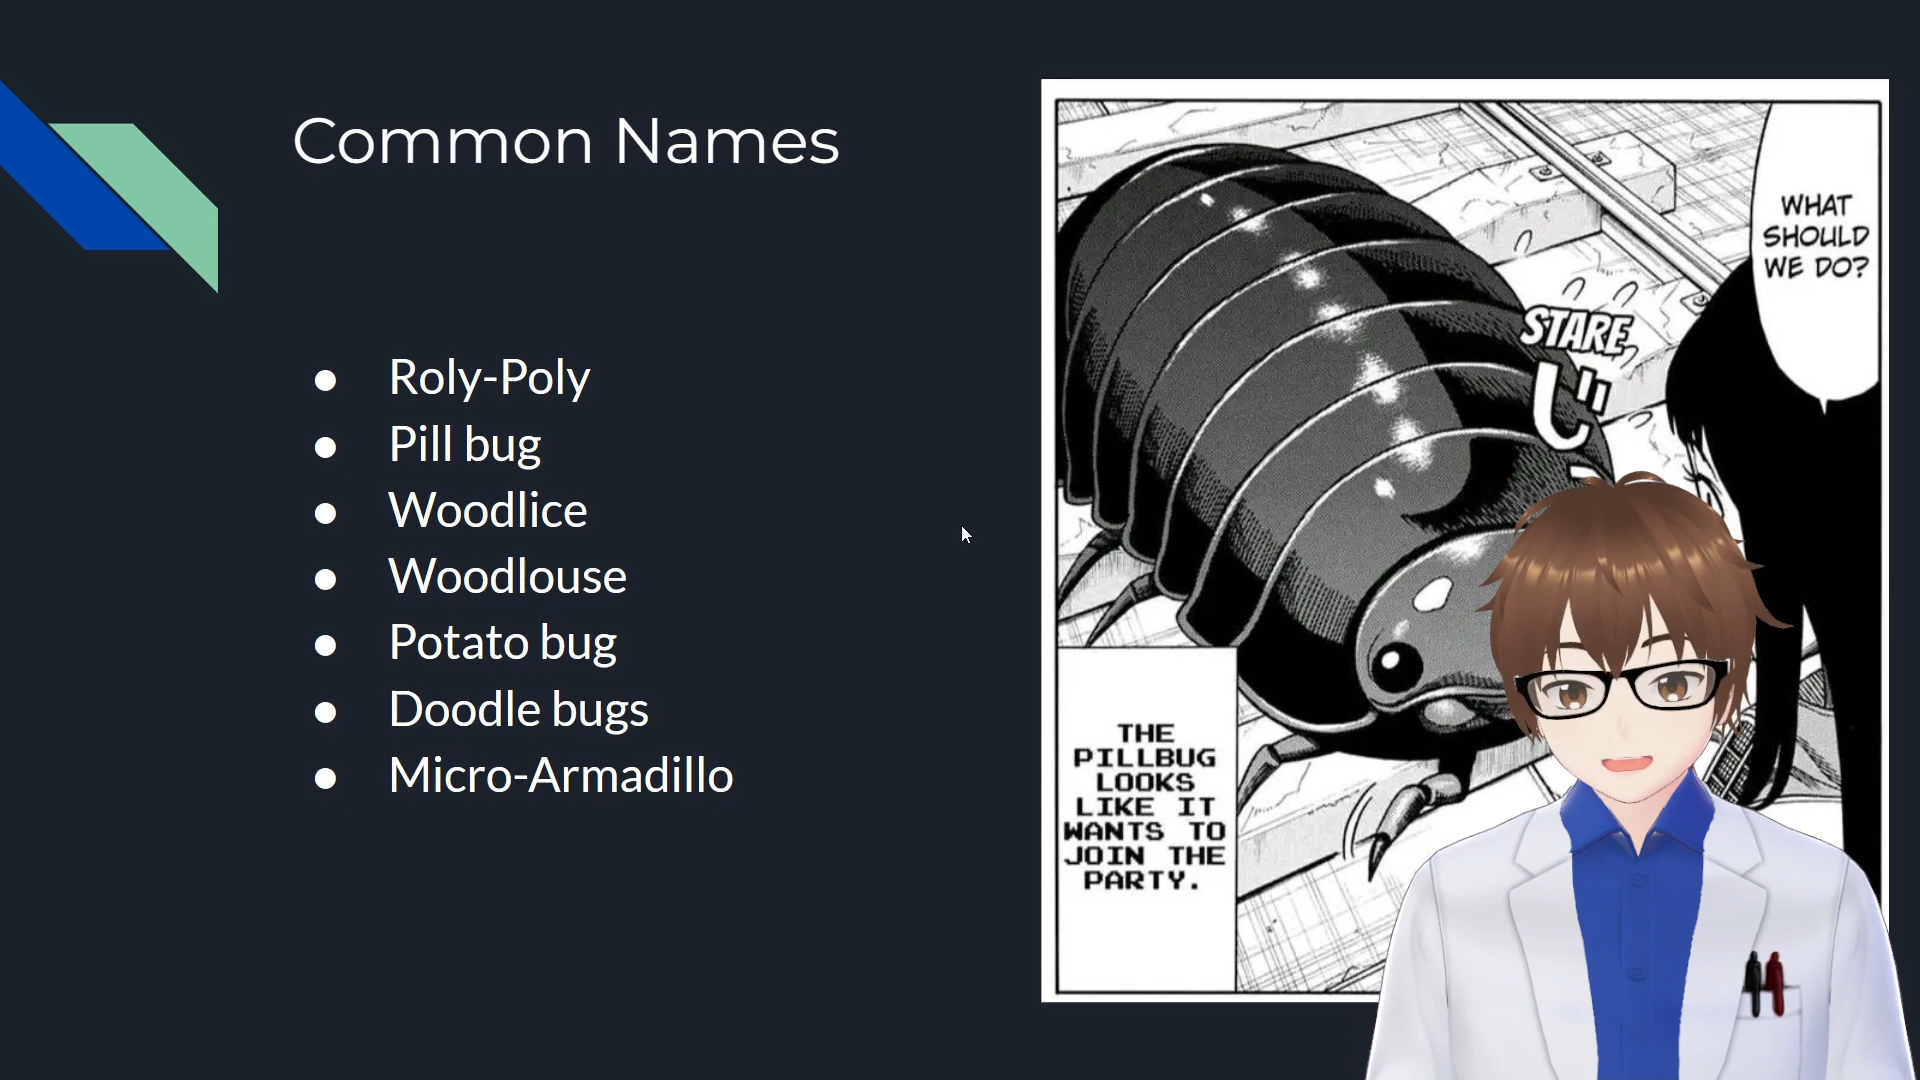 Common Names
Roly-Poly
Pill bug
Woodlice
Woodlouse
Potato bug
Doodle bugs
Micro-Armadillo
WHAT
SHOULD
WE DO?
STARE
じ
THE
PILLBUG
LOOKS
LIKE IT
WANTS TO
JOIN THE
PARTY.